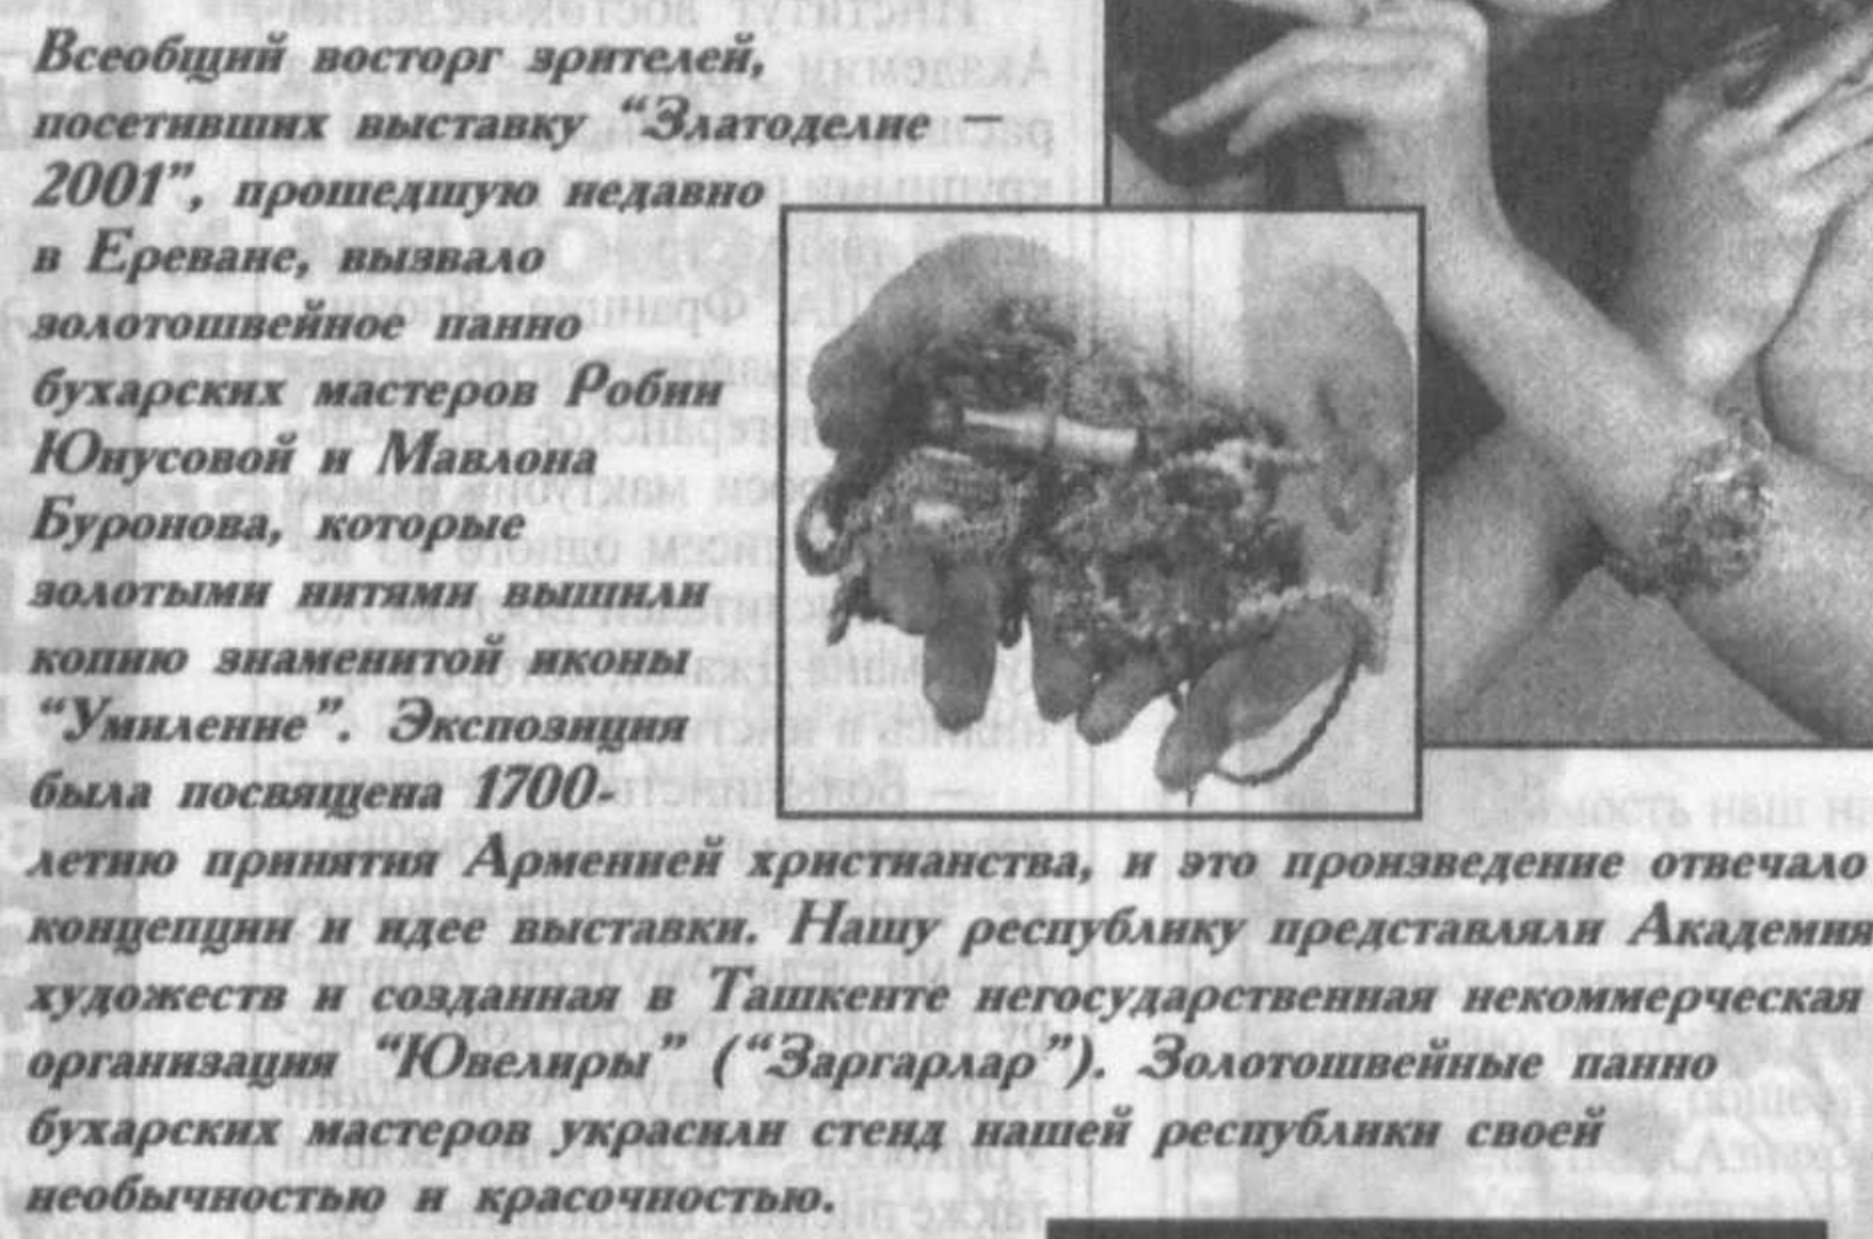 Всеобщий восторг зрителей,
посетивших выставку “Златоделие –
2001”, прошедшую недавно
в Ереване, вызвало
золотошвейное панно
бухарских мастеров Робии
Юнусовой и Мавлона
Буронова, которые
золотыми нитями вышили
копию знаменитой иконы
“Умиление”. Экспозиция
была посвящена 1700-
летию принятия Арменией христианства, и это произведение отвечало
концепции и идее выставки. Нашу республику представляли Академия
художеств и созданная в Ташкенте негосударственная некоммерческая
организация “Ювелиры” (“Заргарлар”). Золотошвейные панно
бухарских мастеров украсили стенд нашей республики своей
необычностью и красочностью.